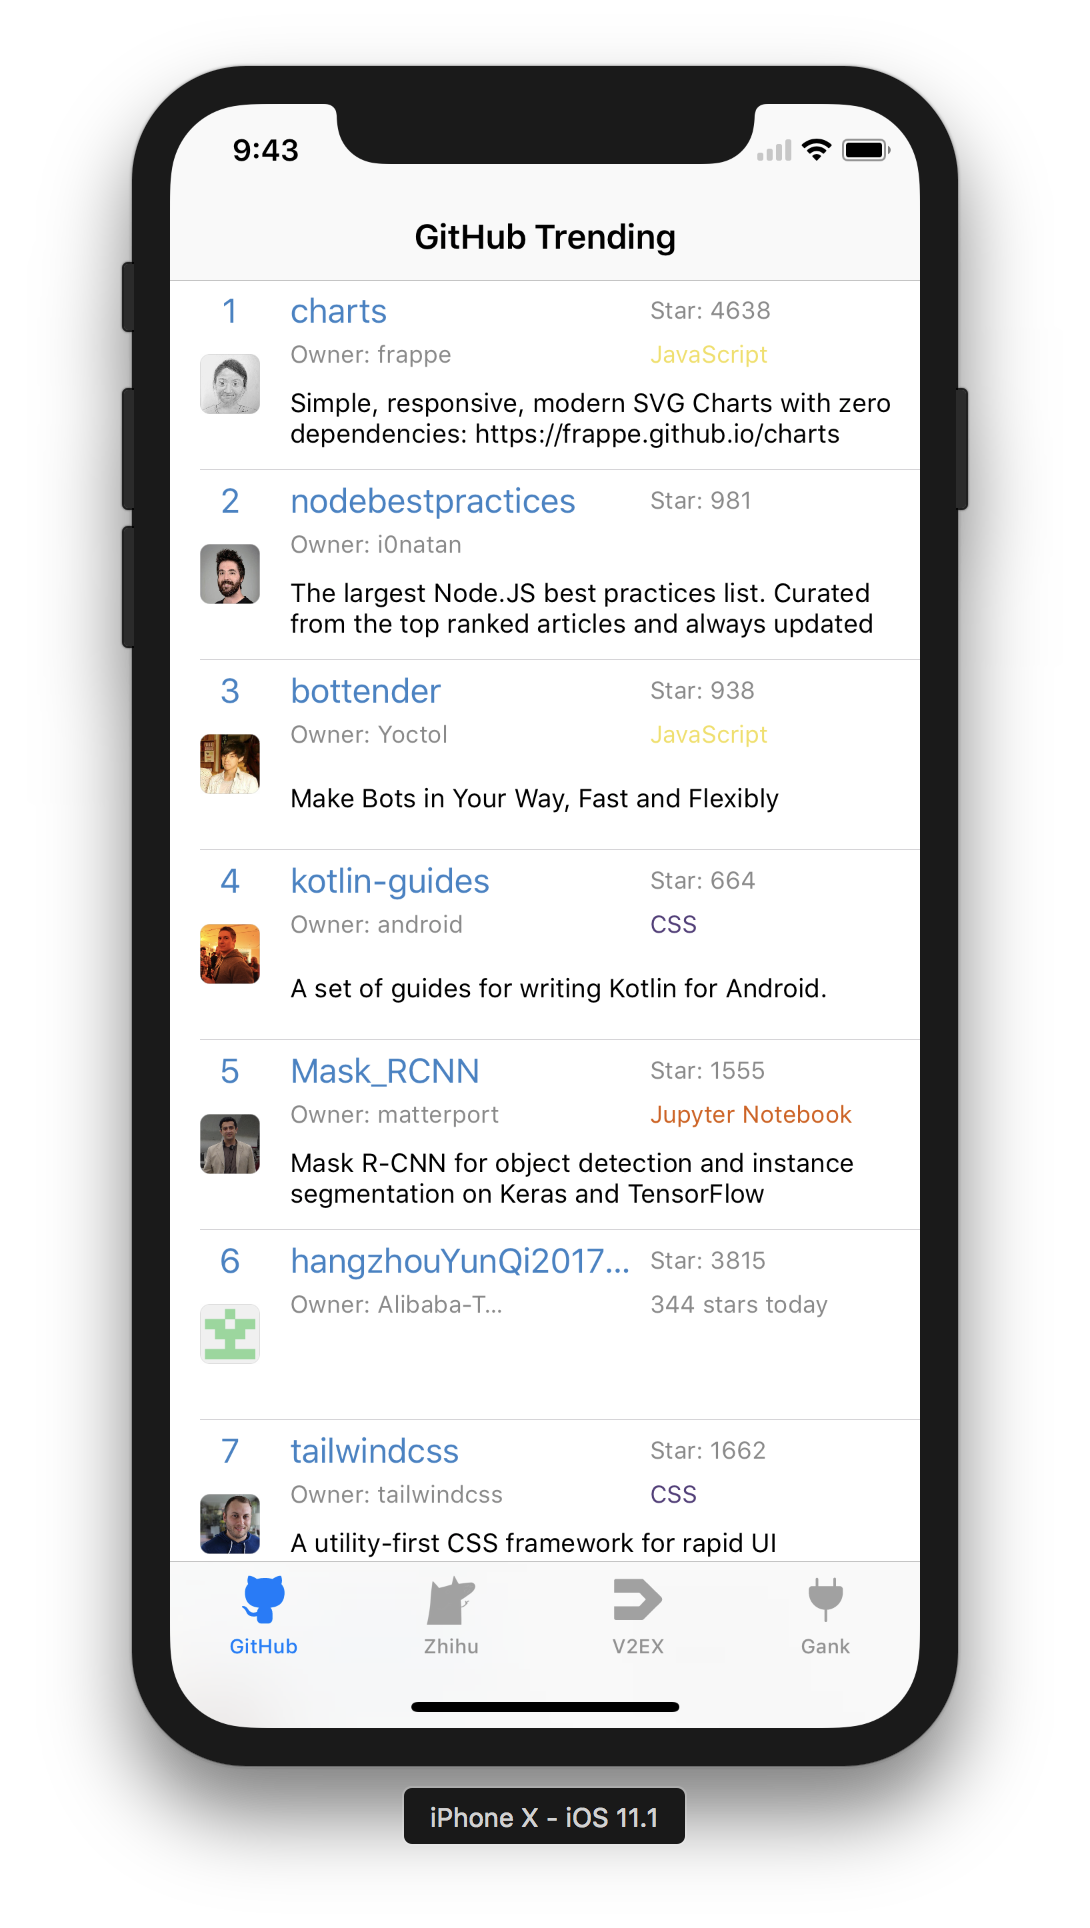 9:43
GitHub Trending
1 charts Star: 4638
Owner: frappe JavaScript
Simple, responsive, modern SVG Charts with zero
dependencies: https://frappe.github.io/charts
2 nodebestpractices Star: 981
Owner: i0natan
The largest Node.JS best practices list. Curated
from the top ranked articles and always updated
3 bottender Star: 938
Owner: Yoctol JavaScript
Make Bots in Your Way, Fast and Flexibly
4 kotlin-guides Star: 664
Owner: android CSS
A set of guides for writing Kotlin for Android.
5 Mask_RCNN Star: 1555
Owner: matterport Jupyter Notebook
Mask R-CNN for object detection and instance
segmentation on Keras and TensorFlow
6 hangzhouYunQi2017... Star: 3815
Owner: Alibaba-T... 344 stars today
7 tailwindcss Star: 1662
Owner: tailwindcss CSS
A utility-first CSS framework for rapid UI
GitHub Zhihu V2EX Gank
iPhone X - iOS 11.1